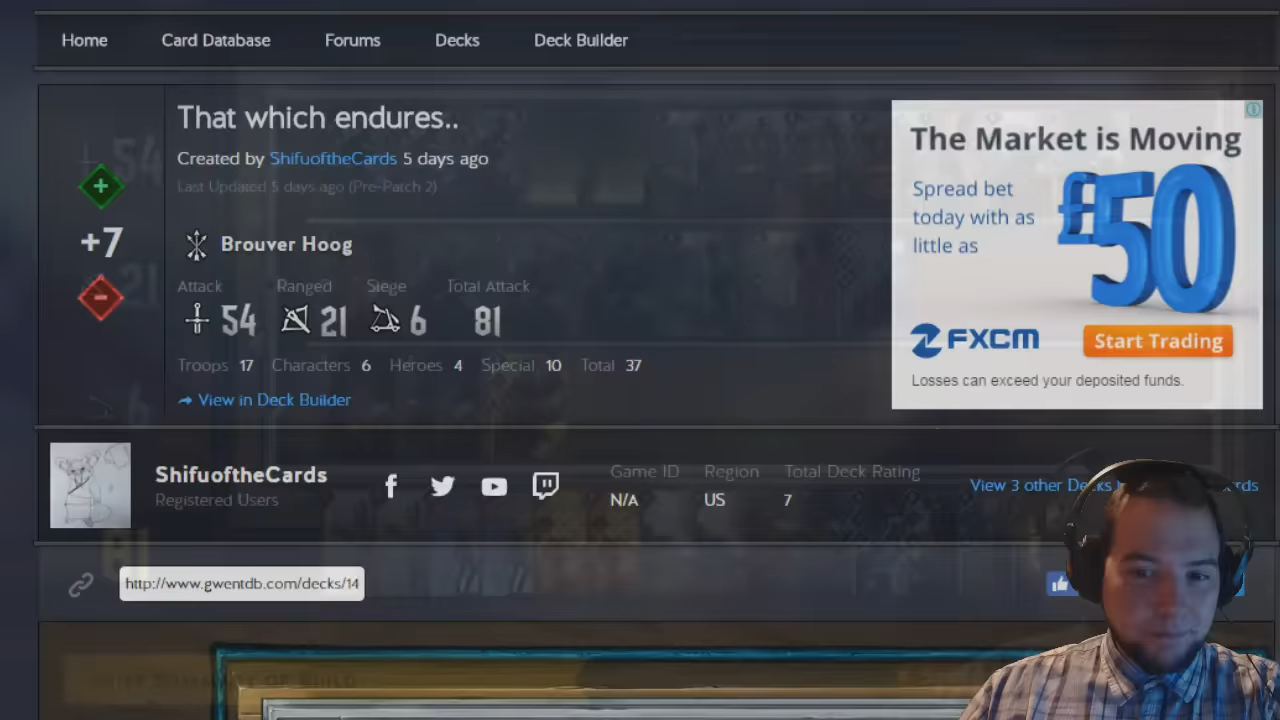 Home Card Database Forums Decks Deck Builder
That which endures..
Created by ShifuoftheCards 5 days ago
Last Updated 5 days ago (Pre-Patch 2)
+7
Brouver Hoog
Attack Ranged Siege Total Attack
54 21 6 81
Troops 17 Characters 6 Heroes 4 Special 10 Total 37
View in Deck Builder
The Market is Moving
Spread bet
today with as
little as
£50
FXCM
Start Trading
Losses can exceed your deposited funds.
ShifuoftheCards
Registered Users
Game ID Region Total Deck Rating
N/A US 7
View 3 other Decks
http://www.gwentdb.com/decks/14
54
21
6
81